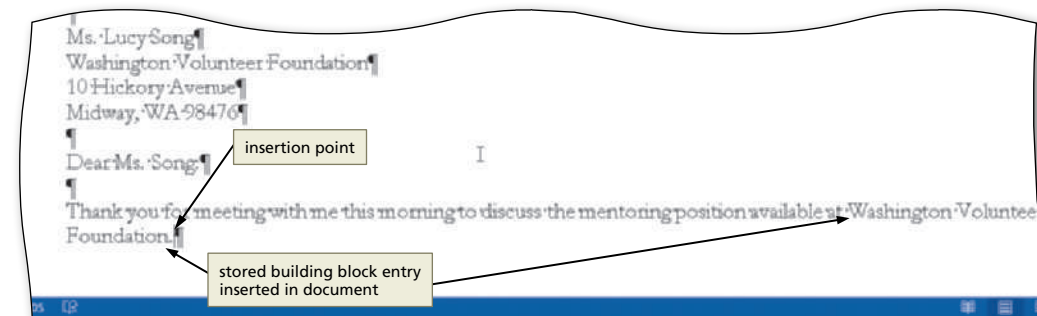 Ms. Lucy Song¶
Washington Volunteer Foundation¶
10 Hickory Avenue¶
Midway, WA 98476¶
¶
Dear Ms. Song:¶
insertion point
¶
Thank you for meeting with me this morning to discuss the mentoring position available at Washington Voluntee
Foundation.¶
stored building block entry
inserted in document